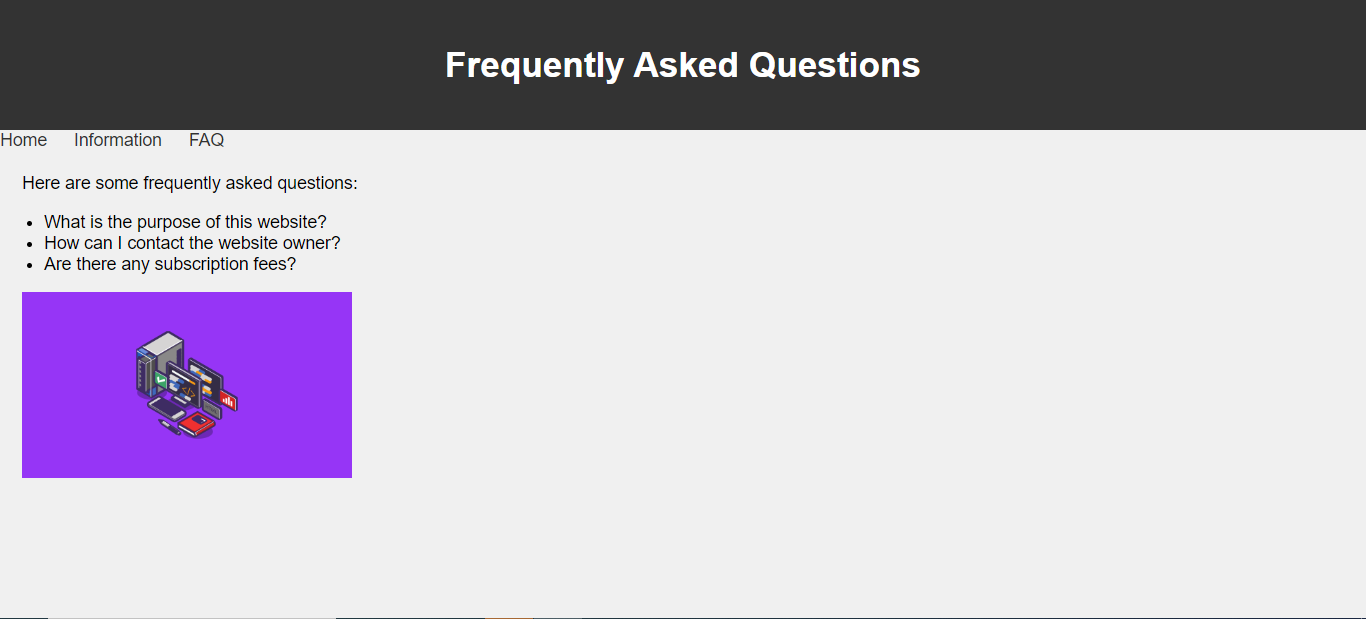 Frequently Asked Questions
Home Information FAQ
Here are some frequently asked questions:
What is the purpose of this website?
How can I contact the website owner?
Are there any subscription fees?